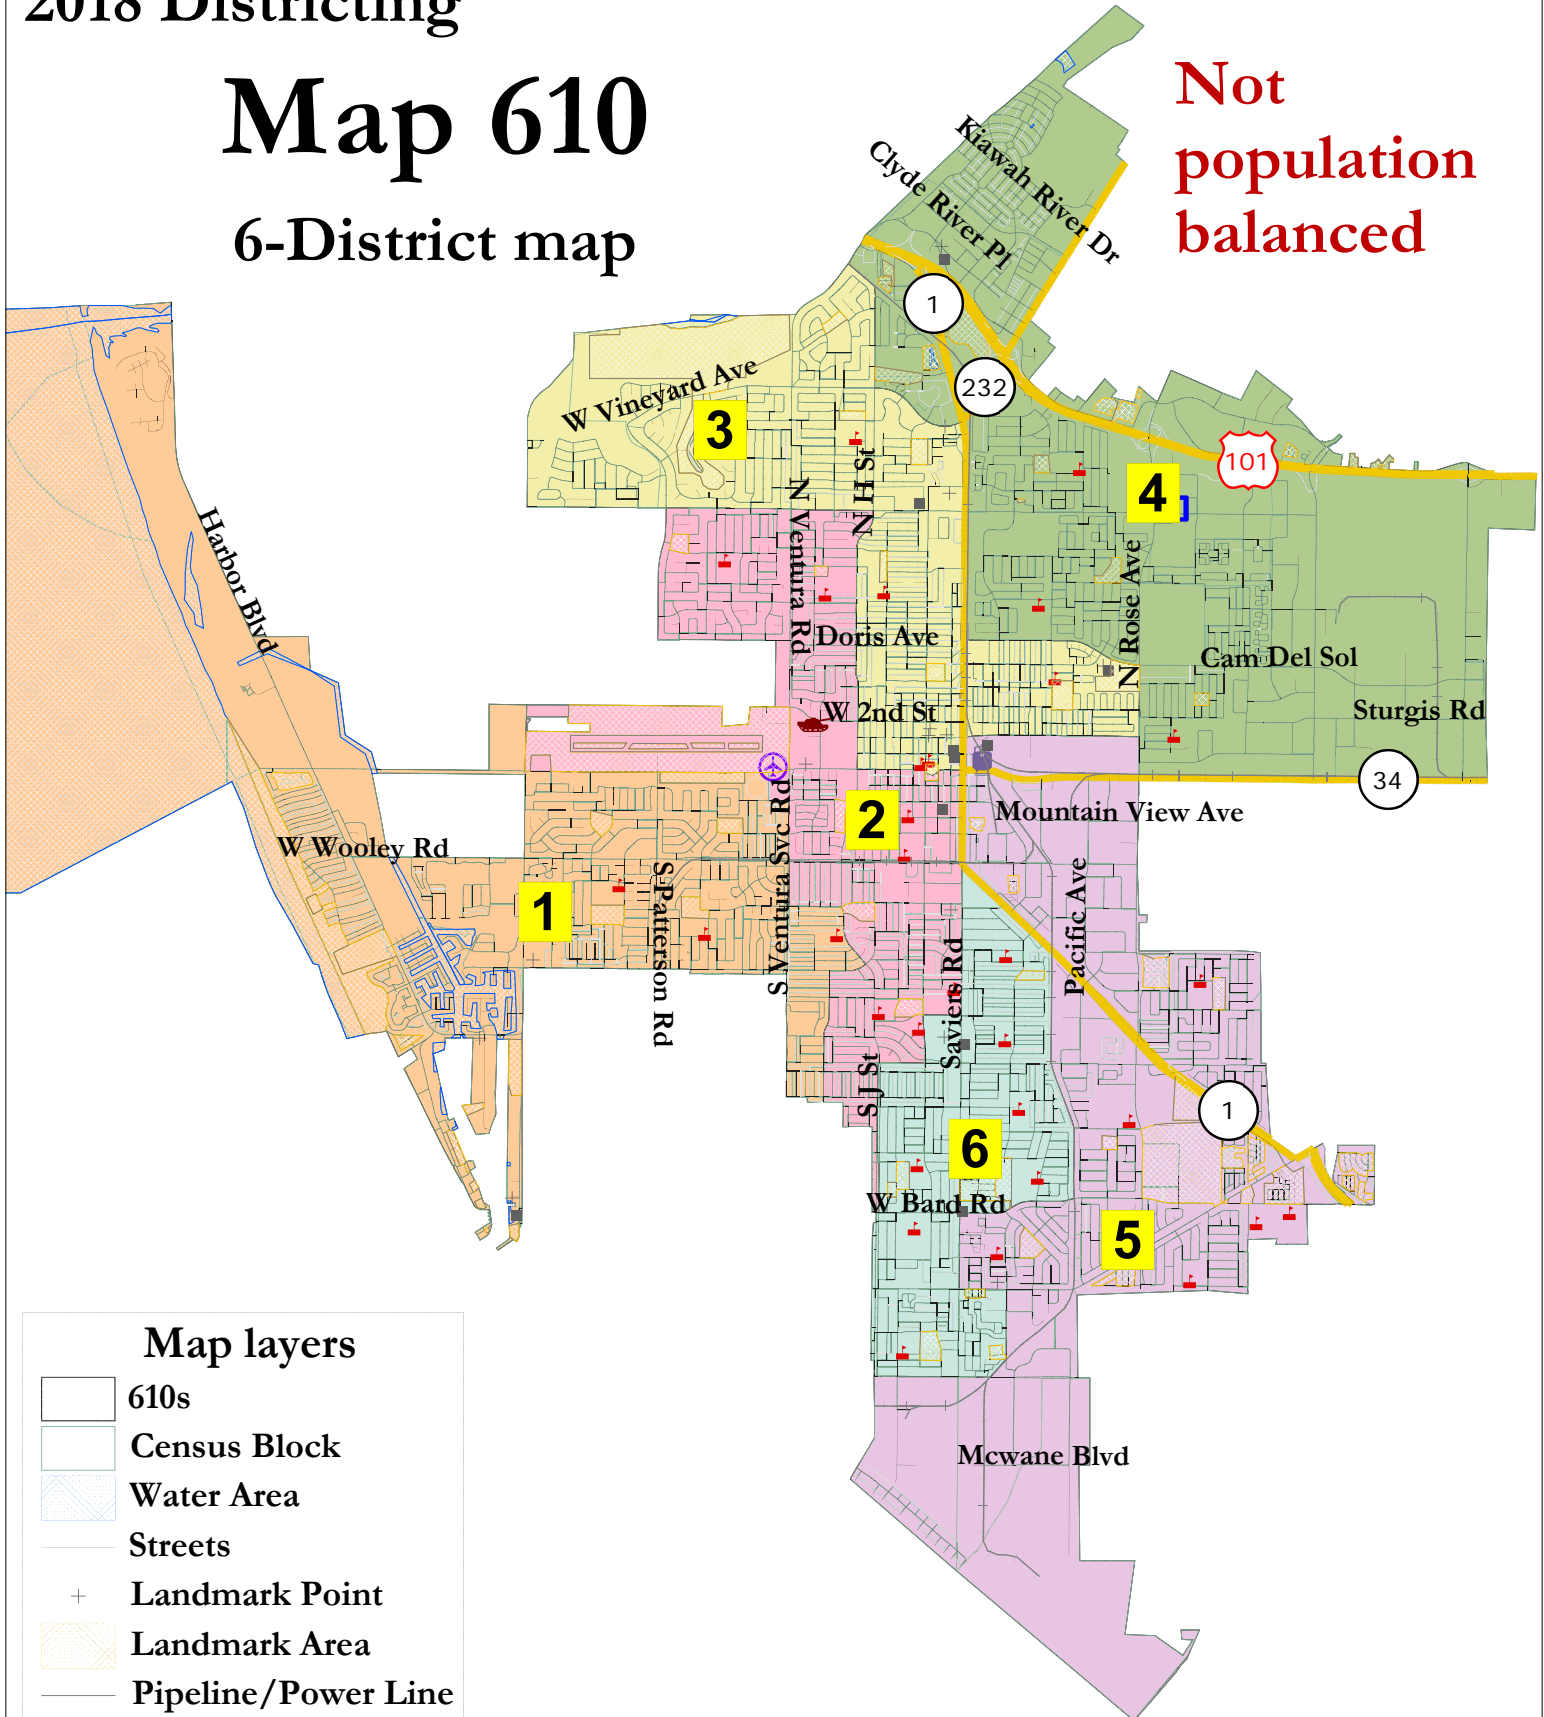 2018 Districting
Map 610
6-District map
Not
population
balanced
Kiawah River Dr
Clyde River Pl
1
232
101
W Vineyard Ave
3
4
N H St
N Ventura Rd
N Rose Ave
Harbor Blvd
Doris Ave
Cam Del Sol
W 2nd St
Sturgis Rd
34
2
Mountain View Ave
W Wooley Rd
S Ventura Svc Rd
S Patterson Rd
1
Pacific Ave
Saviers Rd
S J St
1
6
W Bard Rd
5
Mcwane Blvd
Map layers
610s
Census Block
Water Area
Streets
Landmark Point
Landmark Area
Pipeline/Power Line